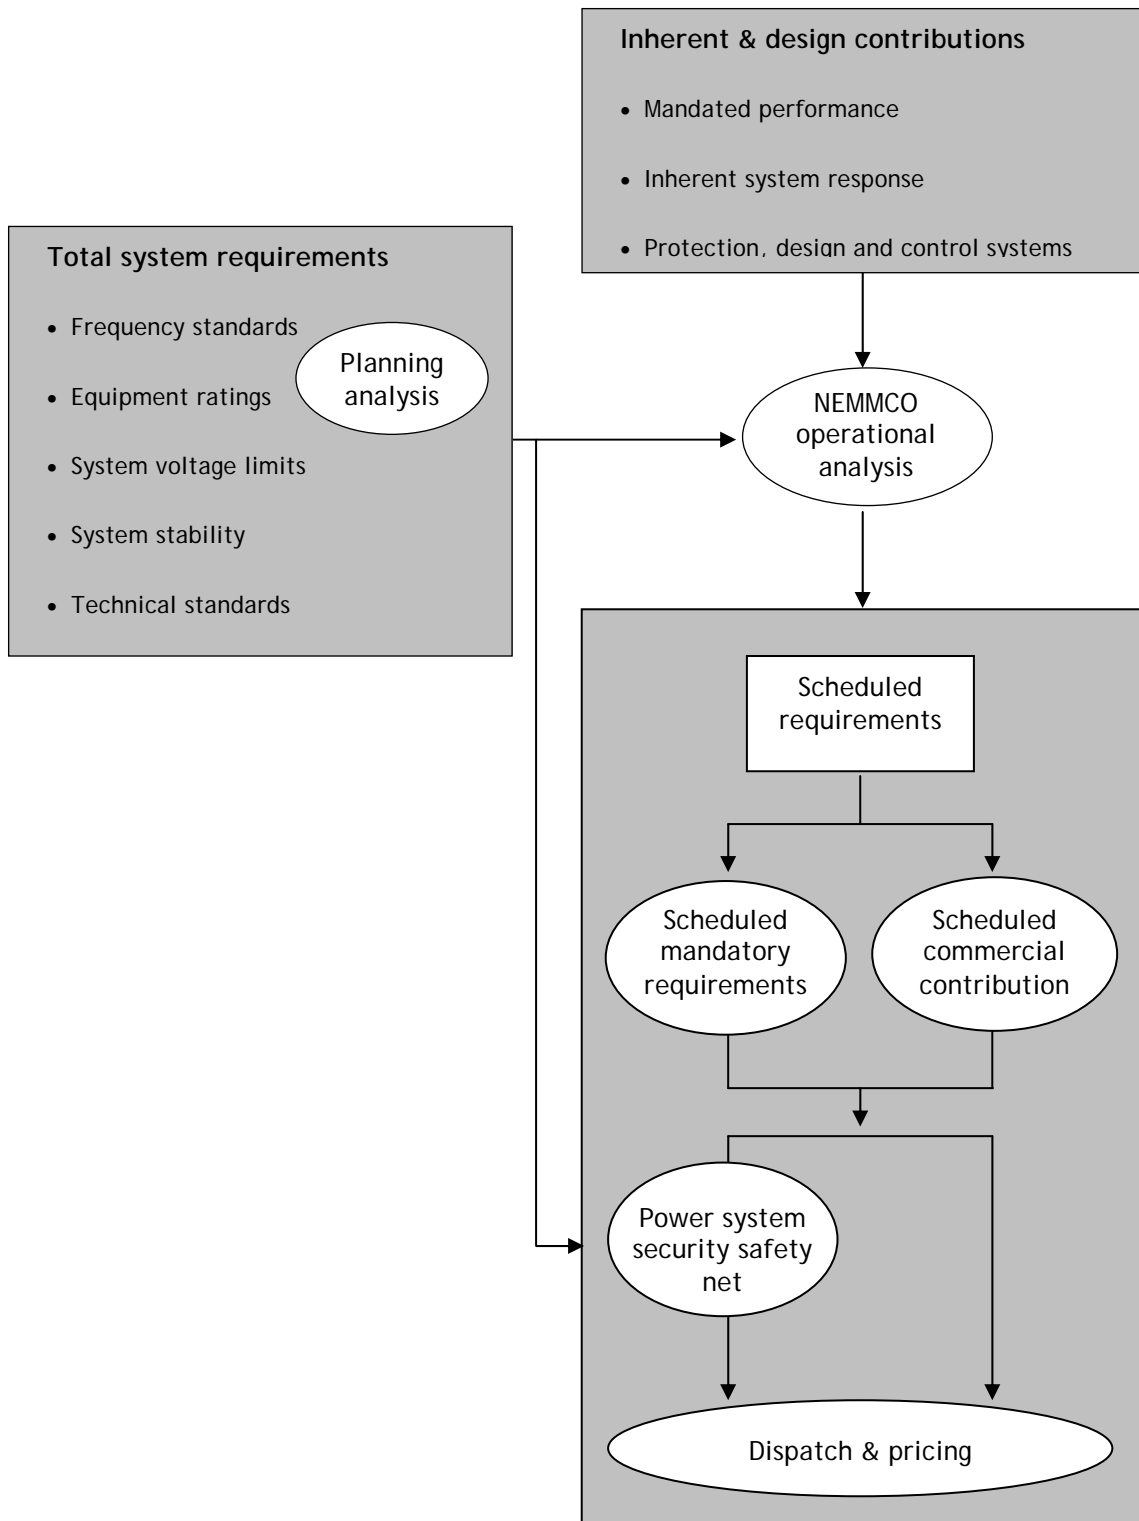 Inherent & design contributions
• Mandated performance
• Inherent system response
• Protection, design and control systems
Total system requirements
• Frequency standards
• Equipment ratings
• System voltage limits
• System stability
• Technical standards
Planning
analysis
NEMMCO
operational
analysis
Scheduled
requirements
Scheduled
mandatory
requirements
Scheduled
commercial
contribution
Power system
security safety
net
Dispatch & pricing